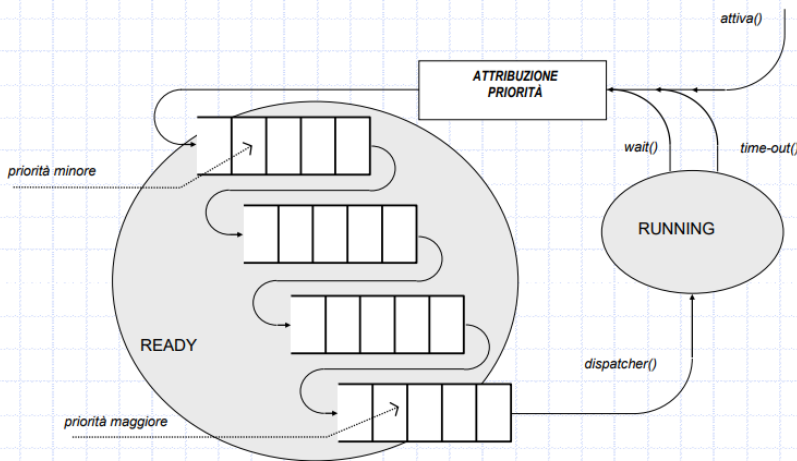 attiva()
ATTRIBUZIONE
PRIORITÀ
wait()
time-out()
priorità minore
RUNNING
READY
dispatcher()
priorità maggiore